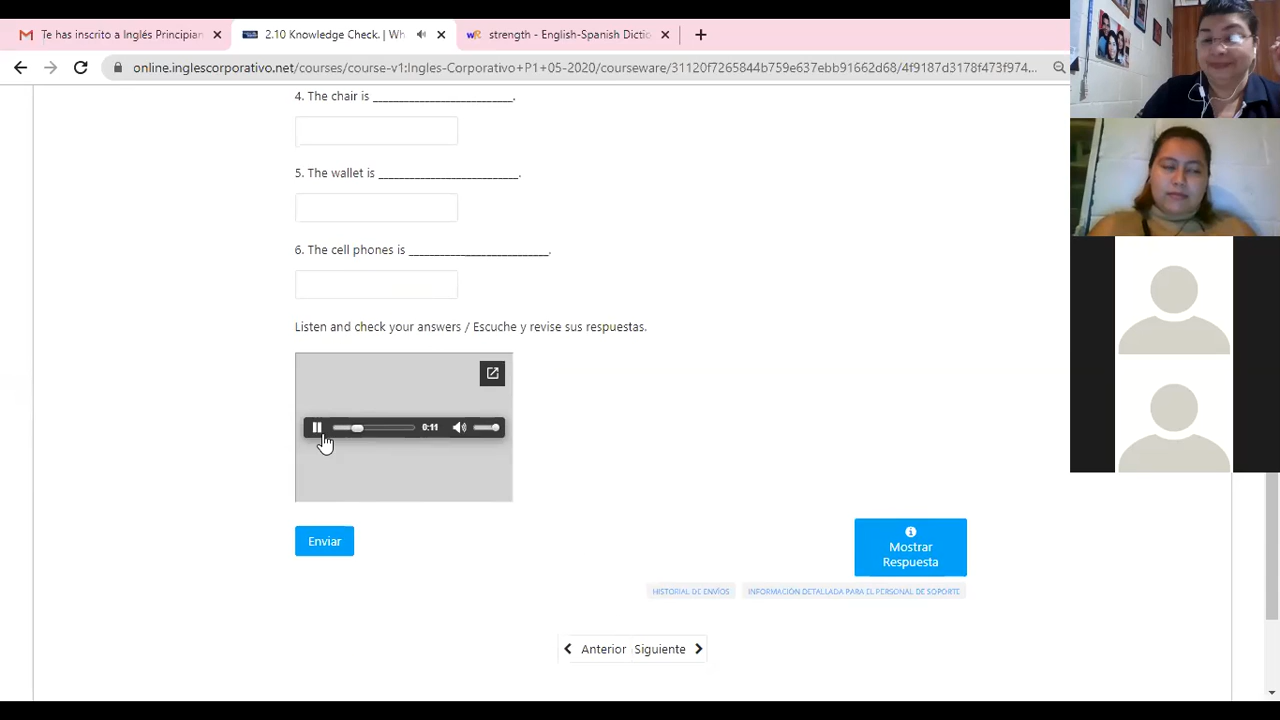 Te has inscrito a Inglés Principian
2.10 Knowledge Check. | Wh
strength - English-Spanish Dictio
online.inglescorporativo.net/courses/course-v1:Ingles-Corporativo+P1+05-2020/courseware/31120f7265844b759e637ebb91662d68/4f9187d3178f473f974...
4. The chair is _________________________.
5. The wallet is _________________________.
6. The cell phones is _________________________.
Listen and check your answers / Escuche y revise sus respuestas.
0:11
Enviar
Mostrar
Respuesta
HISTORIAL DE ENVÍOS
INFORMACIÓN DETALLADA PARA EL PERSONAL DE SOPORTE
Anterior
Siguiente